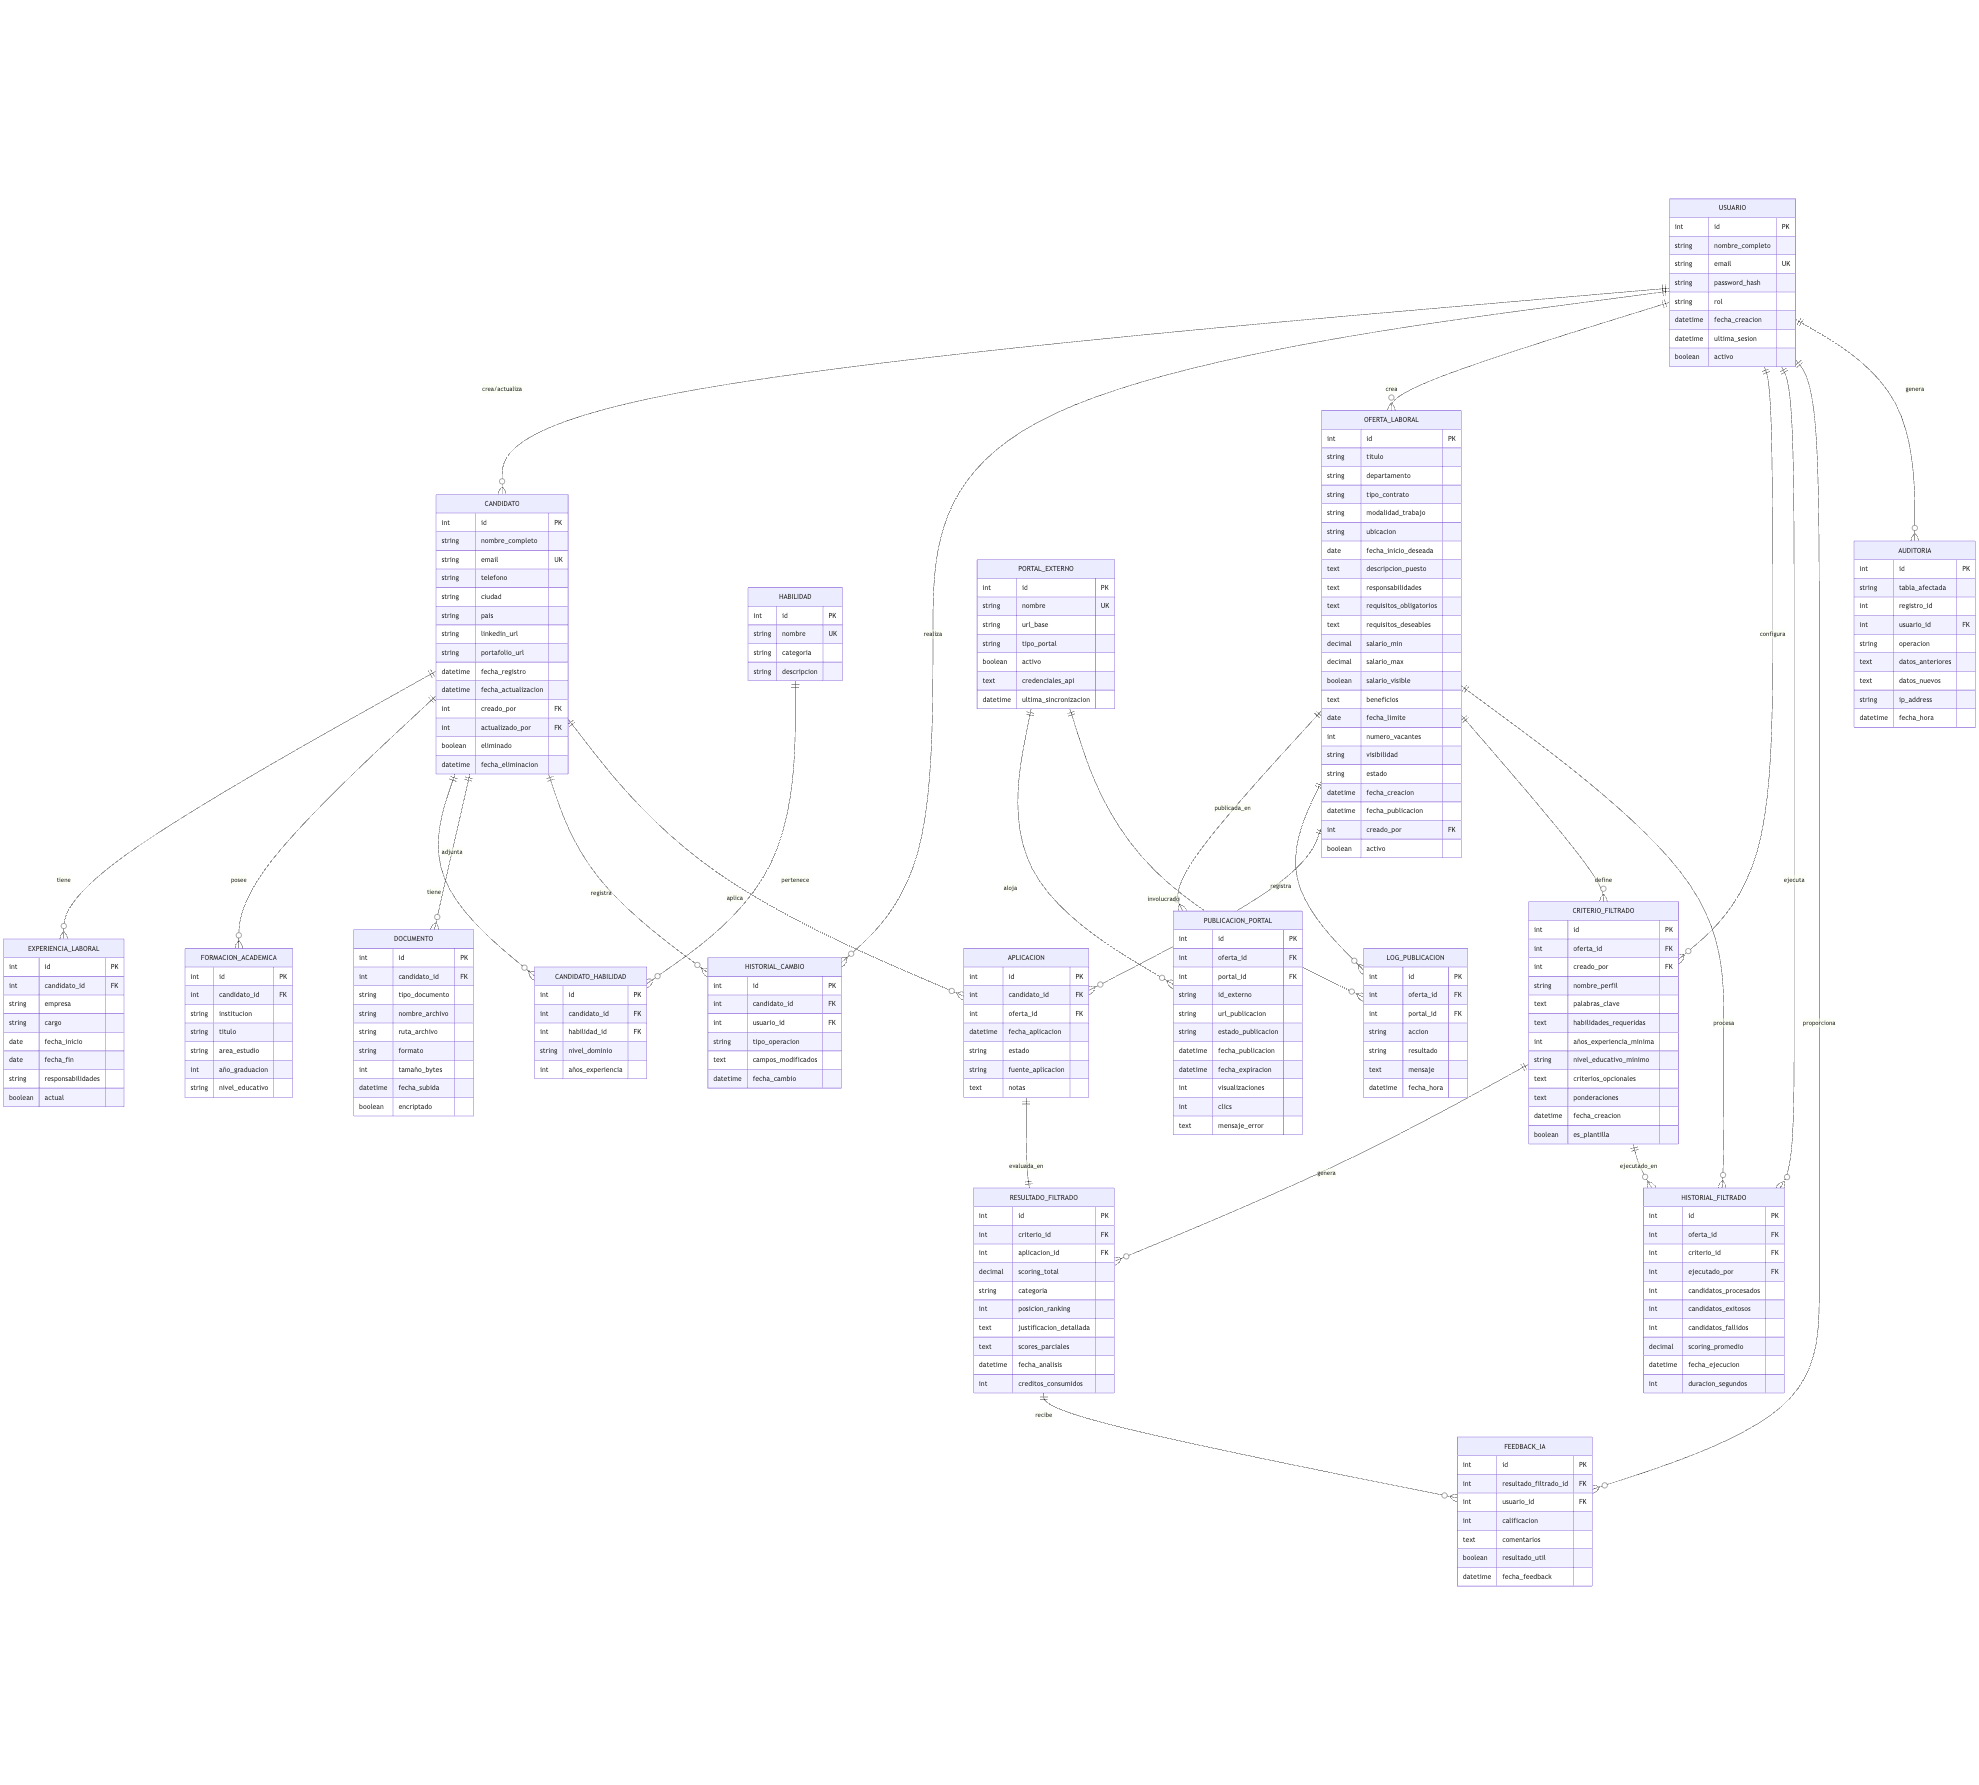 USUARIO
int id PK
string nombre_completo
string email UK
string password_hash
string rol
datetime fecha_creacion
datetime ultima_sesion
boolean activo
crea/actualiza
crea
genera
OFERTA_LABORAL
int id PK
string titulo
string departamento
string tipo_contrato
string modalidad_trabajo
string ubicacion
date fecha_inicio_deseada
text descripcion_puesto
text responsabilidades
text requisitos_obligatorios
text requisitos_deseables
decimal salario_min
decimal salario_max
boolean salario_visible
text beneficios
date fecha_limite
int numero_vacantes
string visibilidad
string estado
datetime fecha_creacion
datetime fecha_publicacion
int creado_por FK
boolean activo
CANDIDATO
int id PK
string nombre_completo
string email UK
string telefono
string ciudad
string pais
string linkedin_url
string portafolio_url
datetime fecha_registro
datetime fecha_actualizacion
int creado_por FK
int actualizado_por FK
boolean eliminado
datetime fecha_eliminacion
HABILIDAD
int id PK
string nombre UK
string categoria
string descripcion
PORTAL_EXTERNO
int id PK
string nombre UK
string url_base
string tipo_portal
boolean activo
text credenciales_api
datetime ultima_sincronizacion
AUDITORIA
int id PK
string tabla_afectada
int registro_id
int usuario_id FK
string operacion
text datos_anteriores
text datos_nuevos
string ip_address
datetime fecha_hora
realiza
configura
publicada_en
adjunta
tiene
posee
tiene
registra
aplica
pertenece
aloja
involucrado
registra
define
ejecuta
EXPERIENCIA_LABORAL
int id PK
int candidato_id FK
string empresa
string cargo
date fecha_inicio
date fecha_fin
string responsabilidades
boolean actual
FORMACION_ACADEMICA
int id PK
int candidato_id FK
string institucion
string titulo
string area_estudio
int año_graduacion
string nivel_educativo
DOCUMENTO
int id PK
int candidato_id FK
string tipo_documento
string nombre_archivo
string ruta_archivo
string formato
int tamaño_bytes
datetime fecha_subida
boolean encriptado
CANDIDATO_HABILIDAD
int id PK
int candidato_id FK
int habilidad_id FK
string nivel_dominio
int años_experiencia
HISTORIAL_CAMBIO
int id PK
int candidato_id FK
int usuario_id FK
string tipo_operacion
text campos_modificados
datetime fecha_cambio
APLICACION
int id PK
int candidato_id FK
int oferta_id FK
datetime fecha_aplicacion
string estado
string fuente_aplicacion
text notas
PUBLICACION_PORTAL
int id PK
int oferta_id FK
int portal_id FK
string id_externo
string url_publicacion
string estado_publicacion
datetime fecha_publicacion
datetime fecha_expiracion
int visualizaciones
int clics
text mensaje_error
LOG_PUBLICACION
int id PK
int oferta_id FK
int portal_id FK
string accion
string resultado
text mensaje
datetime fecha_hora
CRITERIO_FILTRADO
int id PK
int oferta_id FK
int creado_por FK
string nombre_perfil
text palabras_clave
text habilidades_requeridas
int años_experiencia_minima
string nivel_educativo_minimo
text criterios_opcionales
text ponderaciones
datetime fecha_creacion
boolean es_plantilla
procesa
proporciona
evaluada_en
genera
ejecutado_en
RESULTADO_FILTRADO
int id PK
int criterio_id FK
int aplicacion_id FK
decimal scoring_total
string categoria
int posicion_ranking
text justificacion_detallada
text scores_parciales
datetime fecha_analisis
int creditos_consumidos
HISTORIAL_FILTRADO
int id PK
int oferta_id FK
int criterio_id FK
int ejecutado_por FK
int candidatos_procesados
int candidatos_exitosos
int candidatos_fallidos
decimal scoring_promedio
datetime fecha_ejecucion
int duracion_segundos
recibe
FEEDBACK_IA
int id PK
int resultado_filtrado_id FK
int usuario_id FK
int calificacion
text comentarios
boolean resultado_util
datetime fecha_feedback